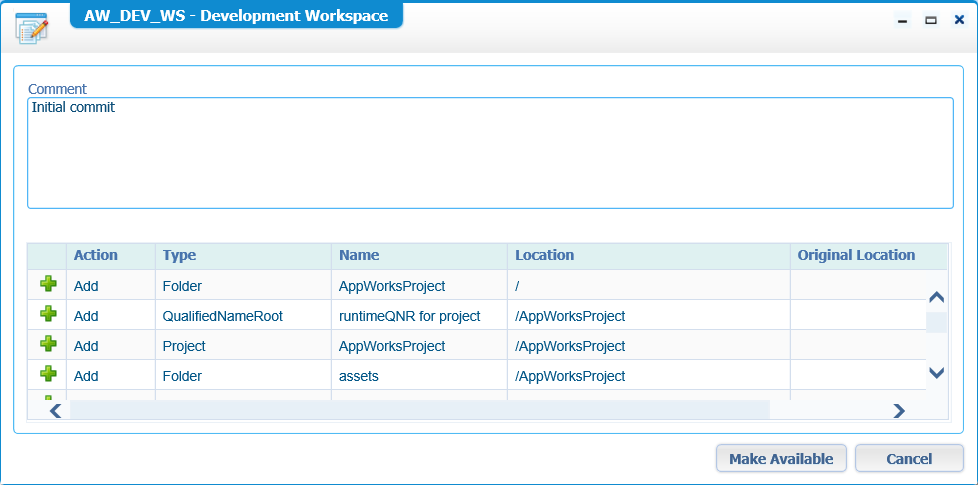 AW_DEV_WS - Development Workspace
Comment
Initial commit
Action Type Name Location Original Location
Add Folder AppWorksProject /
Add QualifiedNameRoot runtimeQNR for project /AppWorksProject
Add Project AppWorksProject /AppWorksProject
Add Folder assets /AppWorksProject
Make Available Cancel